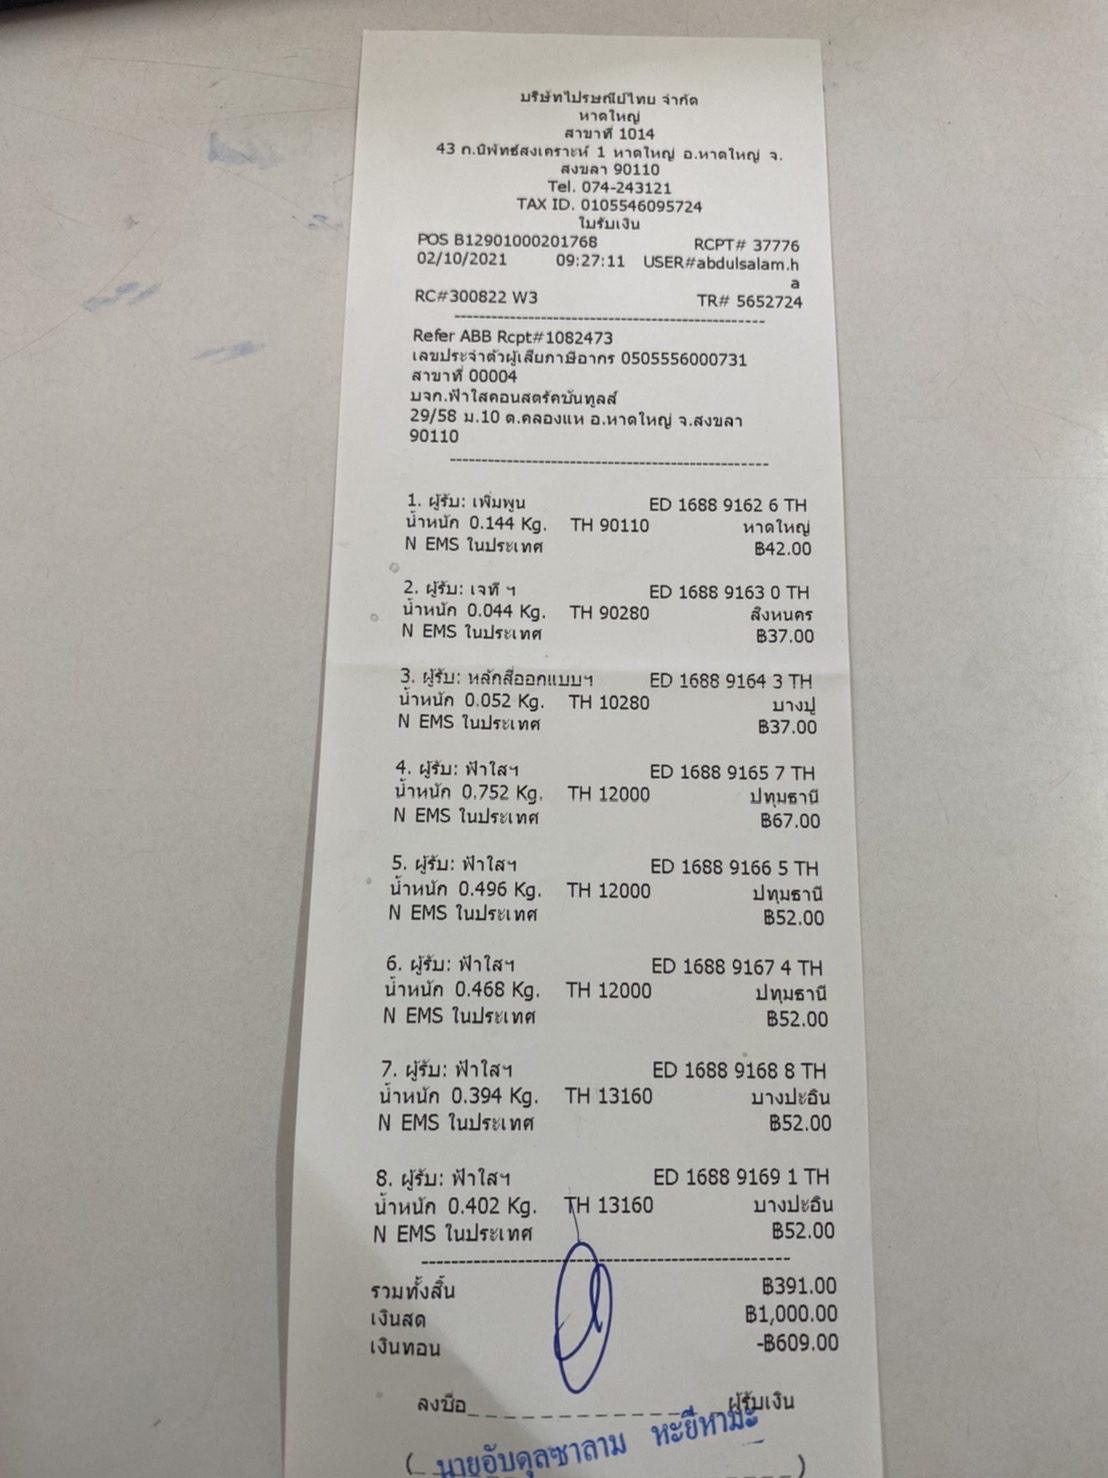 บริษัทไปรษณีย์ไทย จำกัด
หาดใหญ่
สาขาที่ 1014
43 ถ.นิพัทธ์สงเคราะห์ 1 หาดใหญ่ อ.หาดใหญ่ จ.
สงขลา 90110
Tel. 074-243121
TAX ID. 0105546095724
ใบรับเงิน
POS B12901000201768 RCPT# 37776
02/10/2021 09:27:11 USER#abdulsalam.h
a
RC#300822 W3 TR# 5652724
Refer ABB Rcpt#1082473
เลขประจำตัวผู้เสียภาษีอากร 0505556000731
สาขาที่ 00004
บจก.ฟ้าใสคอนสตรัคชั่นทูลส์
29/58 ม.10 ต.คลองแห อ.หาดใหญ่ จ.สงขลา
90110
1. ผู้รับ: เพิ่มพูน ED 1688 9162 6 TH
น้ำหนัก 0.144 Kg. TH 90110 หาดใหญ่
N EMS ในประเทศ ฿42.00
2. ผู้รับ: เจที ฯ ED 1688 9163 0 TH
น้ำหนัก 0.044 Kg. TH 90280 สิงหนคร
N EMS ในประเทศ ฿37.00
3. ผู้รับ: หลักสี่ออกแบบฯ ED 1688 9164 3 TH
น้ำหนัก 0.052 Kg. TH 10280 บางปู
N EMS ในประเทศ ฿37.00
4. ผู้รับ: ฟ้าใสฯ ED 1688 9165 7 TH
น้ำหนัก 0.752 Kg. TH 12000 ปทุมธานี
N EMS ในประเทศ ฿67.00
5. ผู้รับ: ฟ้าใสฯ ED 1688 9166 5 TH
น้ำหนัก 0.496 Kg. TH 12000 ปทุมธานี
N EMS ในประเทศ ฿52.00
6. ผู้รับ: ฟ้าใสฯ ED 1688 9167 4 TH
น้ำหนัก 0.468 Kg. TH 12000 ปทุมธานี
N EMS ในประเทศ ฿52.00
7. ผู้รับ: ฟ้าใสฯ ED 1688 9168 8 TH
น้ำหนัก 0.394 Kg. TH 13160 บางปะอิน
N EMS ในประเทศ ฿52.00
8. ผู้รับ: ฟ้าใสฯ ED 1688 9169 1 TH
น้ำหนัก 0.402 Kg. TH 13160 บางปะอิน
N EMS ในประเทศ ฿52.00
รวมทั้งสิ้น ฿391.00
เงินสด ฿1,000.00
เงินทอน -฿609.00
ลงชื่อ_ _ _ _ _ _ _ _ _ _ _ _ผู้รับเงิน
( นายอับดุลซาลาม หะยีหามะ )